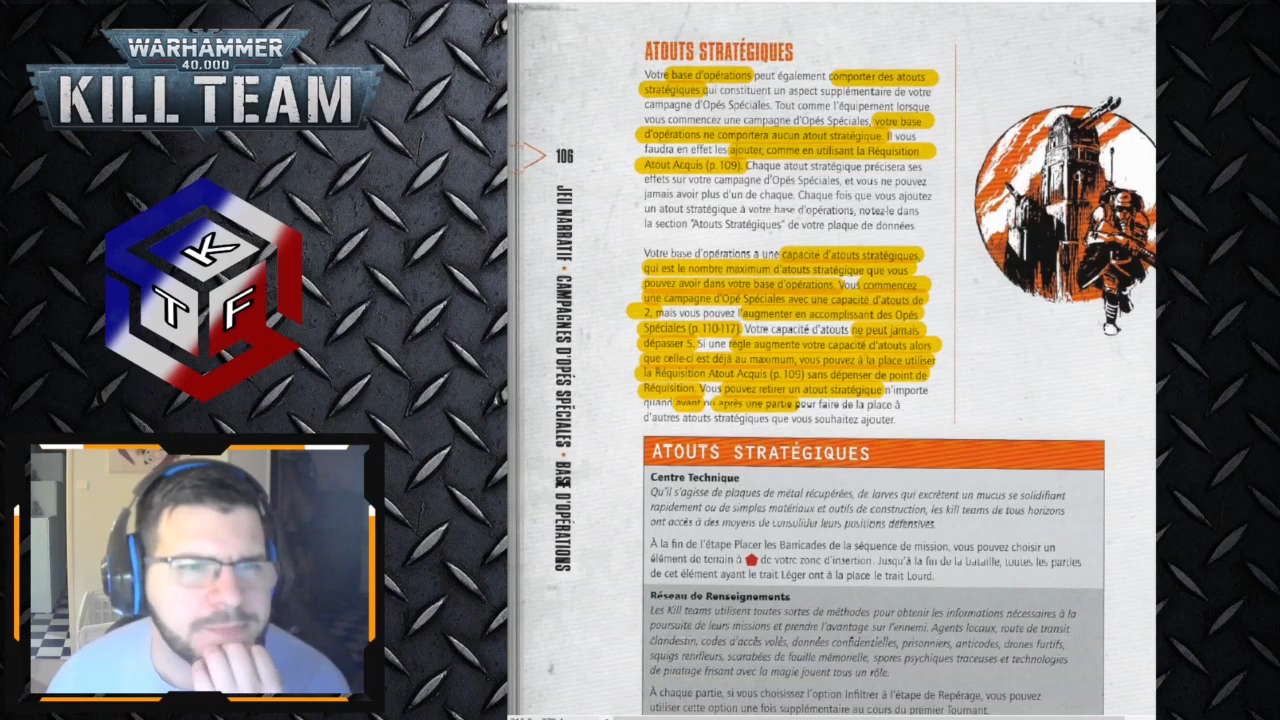 WARHAMMER
40,000
KILL TEAM
K
T F
106
JEU NARRATIF • CAMPAGNES D'OPÉS SPÉCIALES • BASE D'OPÉRATIONS
ATOUTS STRATÉGIQUES
Votre base d'opérations peut également comporter des atouts
stratégiques qui constituent un aspect supplémentaire de votre
campagne d'Opés Spéciales. Tout comme l'équipement lorsque
vous commencez une campagne d'Opés Spéciales, votre base
d'opérations ne comportera aucun atout stratégique. Il vous
faudra en effet les ajouter, comme en utilisant la Réquisition
Atout Acquis (p. 109). Chaque atout stratégique précisera ses
effets sur votre campagne d'Opés Spéciales, et vous ne pouvez
jamais avoir plus d'un de chaque. Chaque fois que vous ajoutez
un atout stratégique à votre base d'opérations, notez-le dans
la section "Atouts Stratégiques" de votre plaque de données.
Votre base d'opérations a une capacité d'atouts stratégiques,
qui est le nombre maximum d'atouts stratégique que vous
pouvez avoir dans votre base d'opérations. Vous commencez
une campagne d'Opé Spéciales avec une capacité d'atouts de
2, mais vous pouvez l'augmenter en accomplissant des Opés
Spéciales (p. 110-117). Votre capacité d'atouts ne peut jamais
dépasser 5. Si une règle augmente votre capacité d'atouts alors
que celle-ci est déjà au maximum, vous pouvez à la place utiliser
la Réquisition Atout Acquis (p. 109) sans dépenser de point de
Réquisition. Vous pouvez retirer un atout stratégique n'importe
quand avant ou après une partie pour faire de la place à
d'autres atouts stratégiques que vous souhaitez ajouter.
ATOUTS STRATÉGIQUES
Centre Technique
Qu'il s'agisse de plaques de métal récupérées, de larves qui excrètent un mucus se solidifiant
rapidement ou de simples matériaux et outils de construction, les kill teams de tous horizons
ont accès à des moyens de consolider leurs positions défensives.
À la fin de l'étape Placer les Barricades de la séquence de mission, vous pouvez choisir un
élément de terrain à de votre zone d'insertion. Jusqu'à la fin de la bataille, toutes les parties
de cet élément ayant le trait Léger ont à la place le trait Lourd.
Réseau de Renseignements
Les Kill teams utilisent toutes sortes de méthodes pour obtenir les informations nécessaires à la
poursuite de leurs missions et prendre l'avantage sur l'ennemi. Agents locaux, route de transit
clandestin, codes d'accès volés, données confidentielles, prisonniers, anticodes, drones furtifs,
squigs renifleurs, scarabées de fouille mémorielle, spores psychiques traceuses et technologies
de piratage frisant avec la magie jouent tous un rôle.
À chaque partie, si vous choisissez l'option Infiltrer à l'étape de Repérage, vous pouvez
utiliser cette option une fois supplémentaire au cours du premier Tournant.